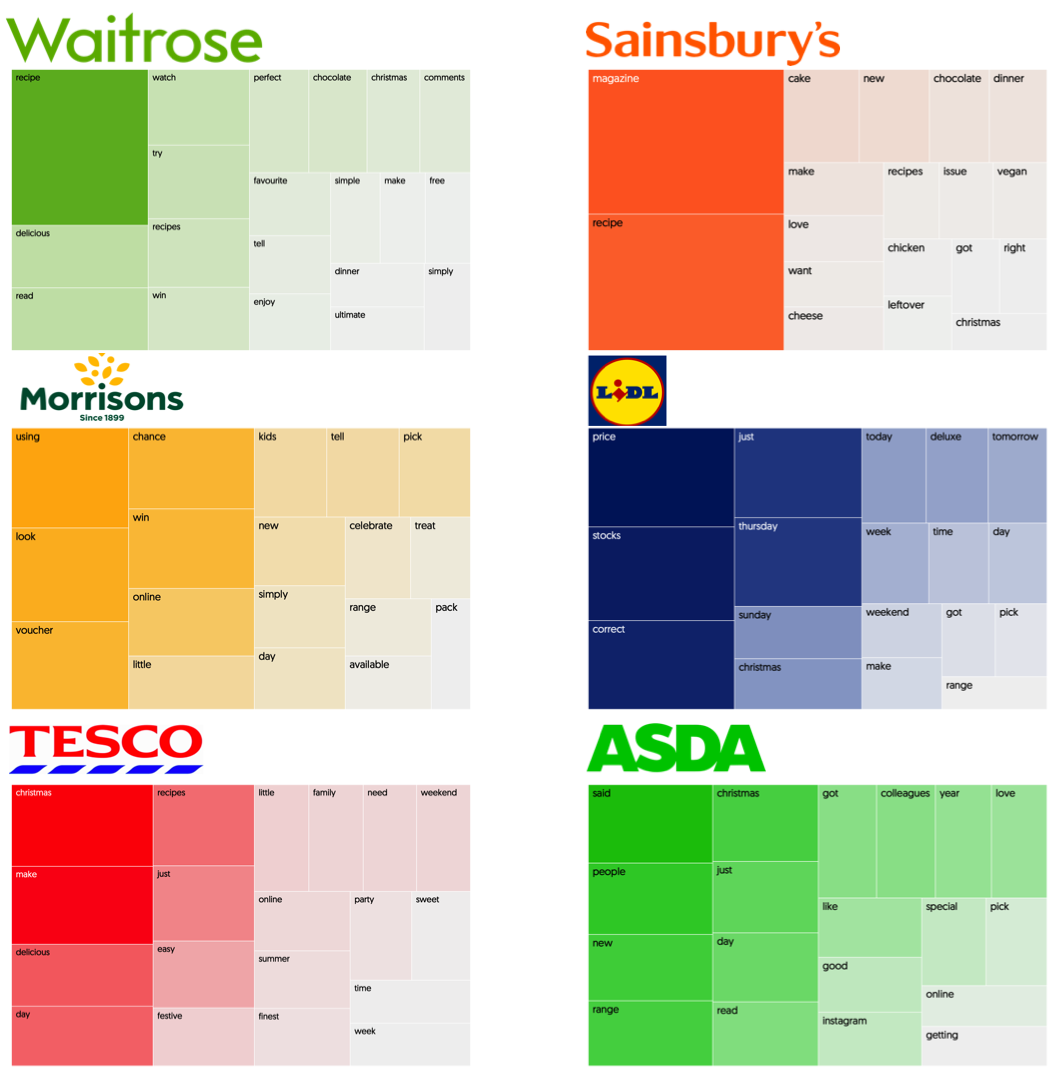 Waitrose
recipe
delicious
read
watch
try
recipes
win
perfect
chocolate
christmas
comments
favourite
tell
enjoy
simple
make
free
dinner
ultimate
simply
Sainsbury's
magazine
recipe
cake
new
chocolate
dinner
make
love
want
cheese
recipes
issue
vegan
chicken
got
right
leftover
christmas
Morrisons
Since 1899
using
look
voucher
chance
win
online
little
kids
tell
pick
new
simply
day
celebrate
treat
range
available
pack
LIDL
price
stocks
correct
just
thursday
sunday
christmas
today
deluxe
tomorrow
week
time
day
weekend
make
got
pick
range
TESCO
christmas
make
delicious
day
recipes
just
easy
festive
little
family
need
weekend
online
summer
finest
party
sweet
time
week
ASDA
said
people
new
range
christmas
just
day
read
got
colleagues
year
love
like
good
instagram
special
pick
online
getting